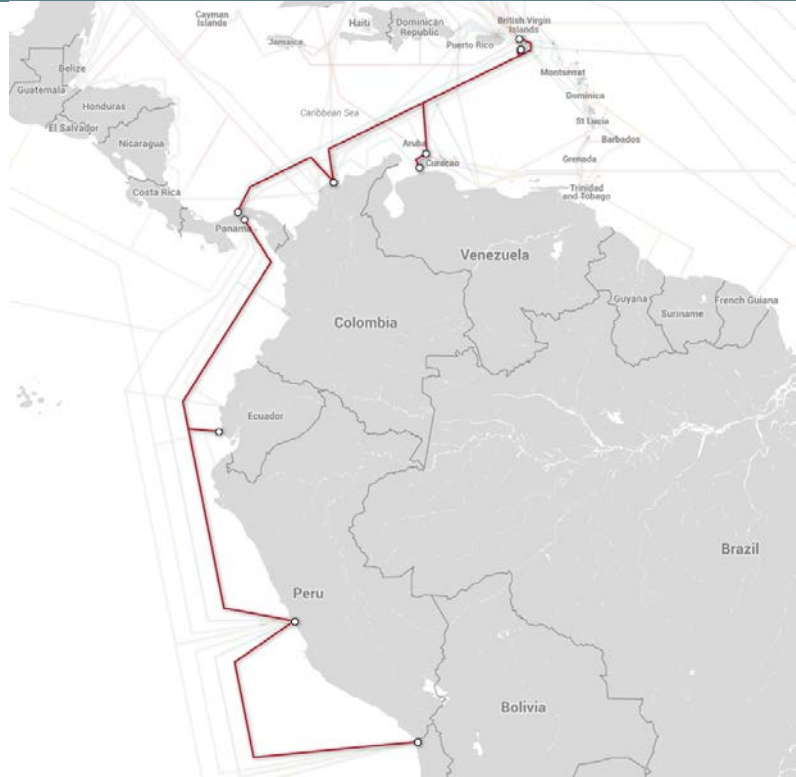 Cayman
Islands
Haiti
Dominican
Republic
British Virgin
Islands
Jamaica
Puerto Rico
Belize
Guatemala
Honduras
El Salvador
Nicaragua
Caribbean Sea
Montserrat
Dominica
St Lucia
Barbados
Aruba
Curacao
Grenada
Costa Rica
Trinidad
and Tobago
Panama
Venezuela
Guyana
Suriname
French Guiana
Colombia
Ecuador
Brazil
Peru
Bolivia